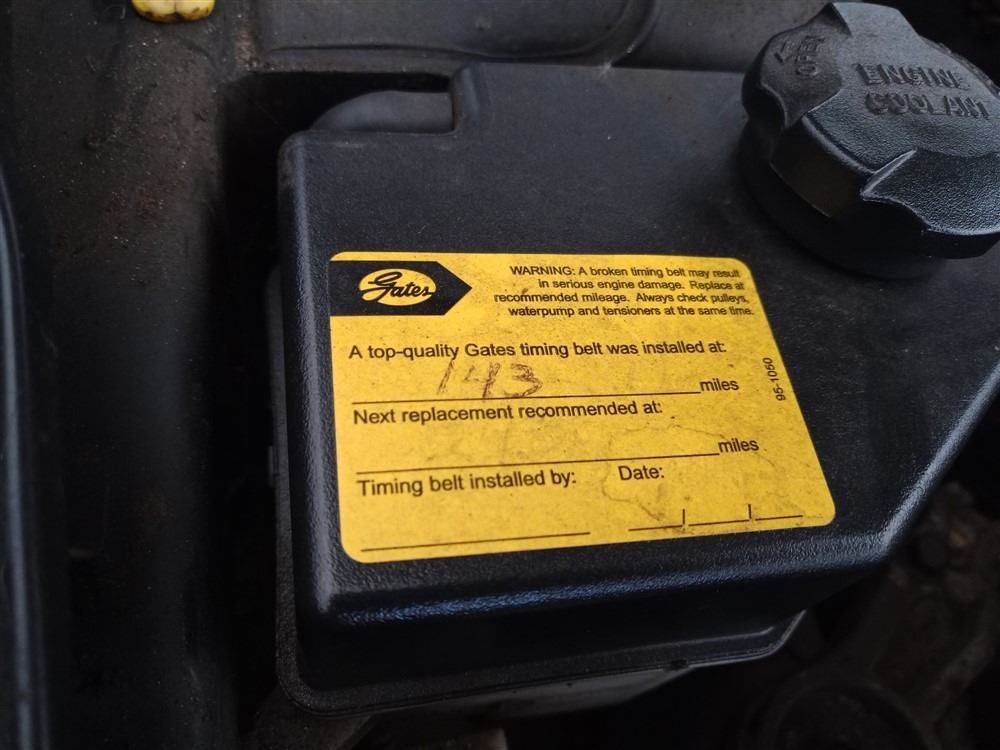 OPEN
ENGINE
COOLANT
Gates
WARNING: A broken timing belt may result
in serious engine damage. Replace at
recommended mileage. Always check pulleys,
waterpump and tensioners at the same time.
A top-quality Gates timing belt was installed at:
143
miles
Next replacement recommended at:
miles
Timing belt installed by: Date:
95-1050